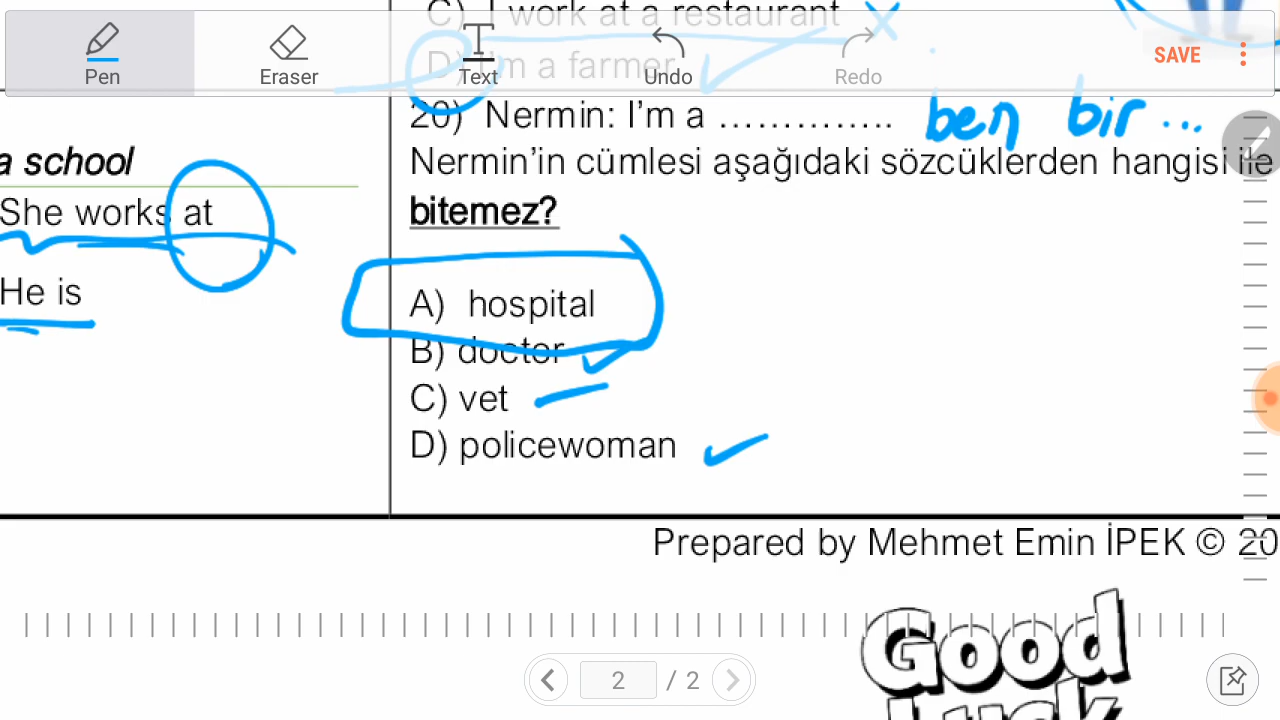 C) I work at a restaurant
D) I'm a farmer
Pen
Eraser
Text
Undo
Redo
SAVE
a school
She works at
He is
20) Nermin: I'm a ………….. ben bir ...
Nermin'in cümlesi aşağıdaki sözcüklerden hangisi ile
bitemez?
A) hospital
B) doctor
C) vet
D) policewoman
Prepared by Mehmet Emin İPEK © 20
Good
Luck
2 / 2